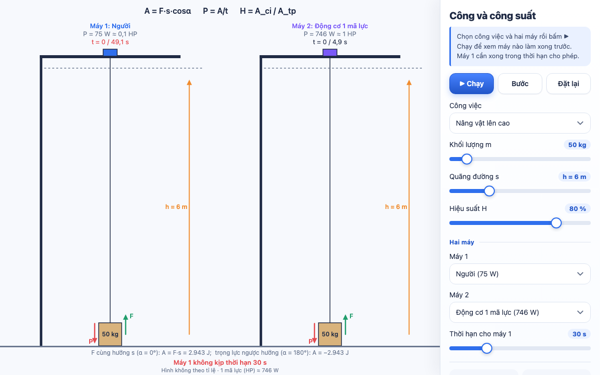 A = F·s·cosα  P = A/t  H = A_ci / A_tp
Máy 1: Người
P = 75 W ≈ 0,1 HP
t = 0 / 49,1 s
Máy 2: Động cơ 1 mã lực
P = 746 W ≈ 1 HP
t = 0 / 4,9 s
h = 6 m
h = 6 m
F
P
50 kg
F
P
50 kg
F cùng hướng s (α = 0°): A = F·s = 2.943 J; trọng lực ngược hướng (α = 180°): A = −2.943 J
Máy 1 không kịp thời hạn 30 s
Hình không theo tỉ lệ · 1 mã lực (HP) = 746 W
Công và công suất
Chọn công việc và hai máy rồi bấm ►
Chạy để xem máy nào làm xong trước.
Máy 1 cần xong trong thời hạn cho phép.
► Chạy
Bước
Đặt lại
Công việc
Nâng vật lên cao
Khối lượng m
50 kg
Quãng đường s
h = 6 m
Hiệu suất H
80 %
Hai máy
Máy 1
Người (75 W)
Máy 2
Động cơ 1 mã lực (746 W)
Thời hạn cho máy 1
30 s